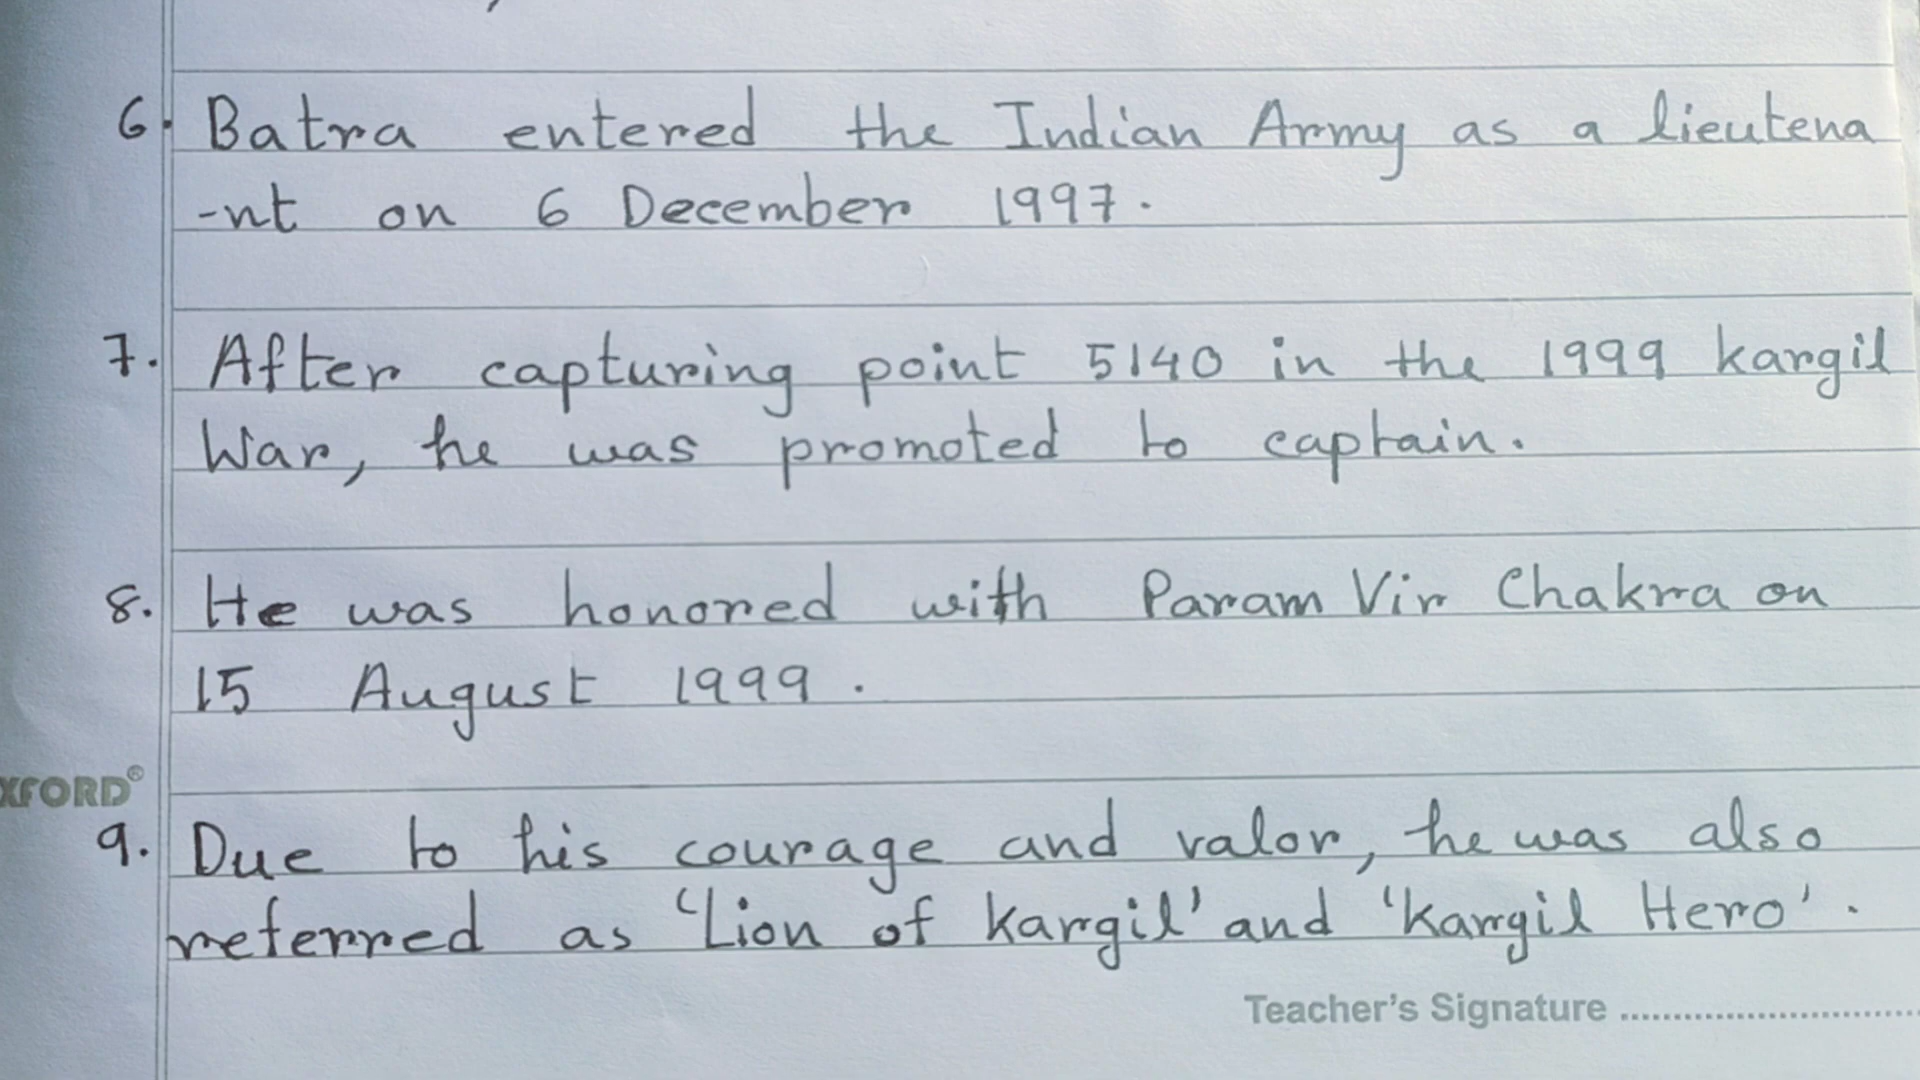 6. Batra entered the Indian Army as a lieutena
-nt on 6 December 1997.
7. After capturing point 5140 in the 1999 kargil
War, he was promoted to captain.
8. He was honored with Param Vir Chakra on
15 August 1999.
XFORD®
9. Due to his courage and valor, he was also
referred as 'Lion of kargil' and 'kargil Hero'.
Teacher's Signature ..............................